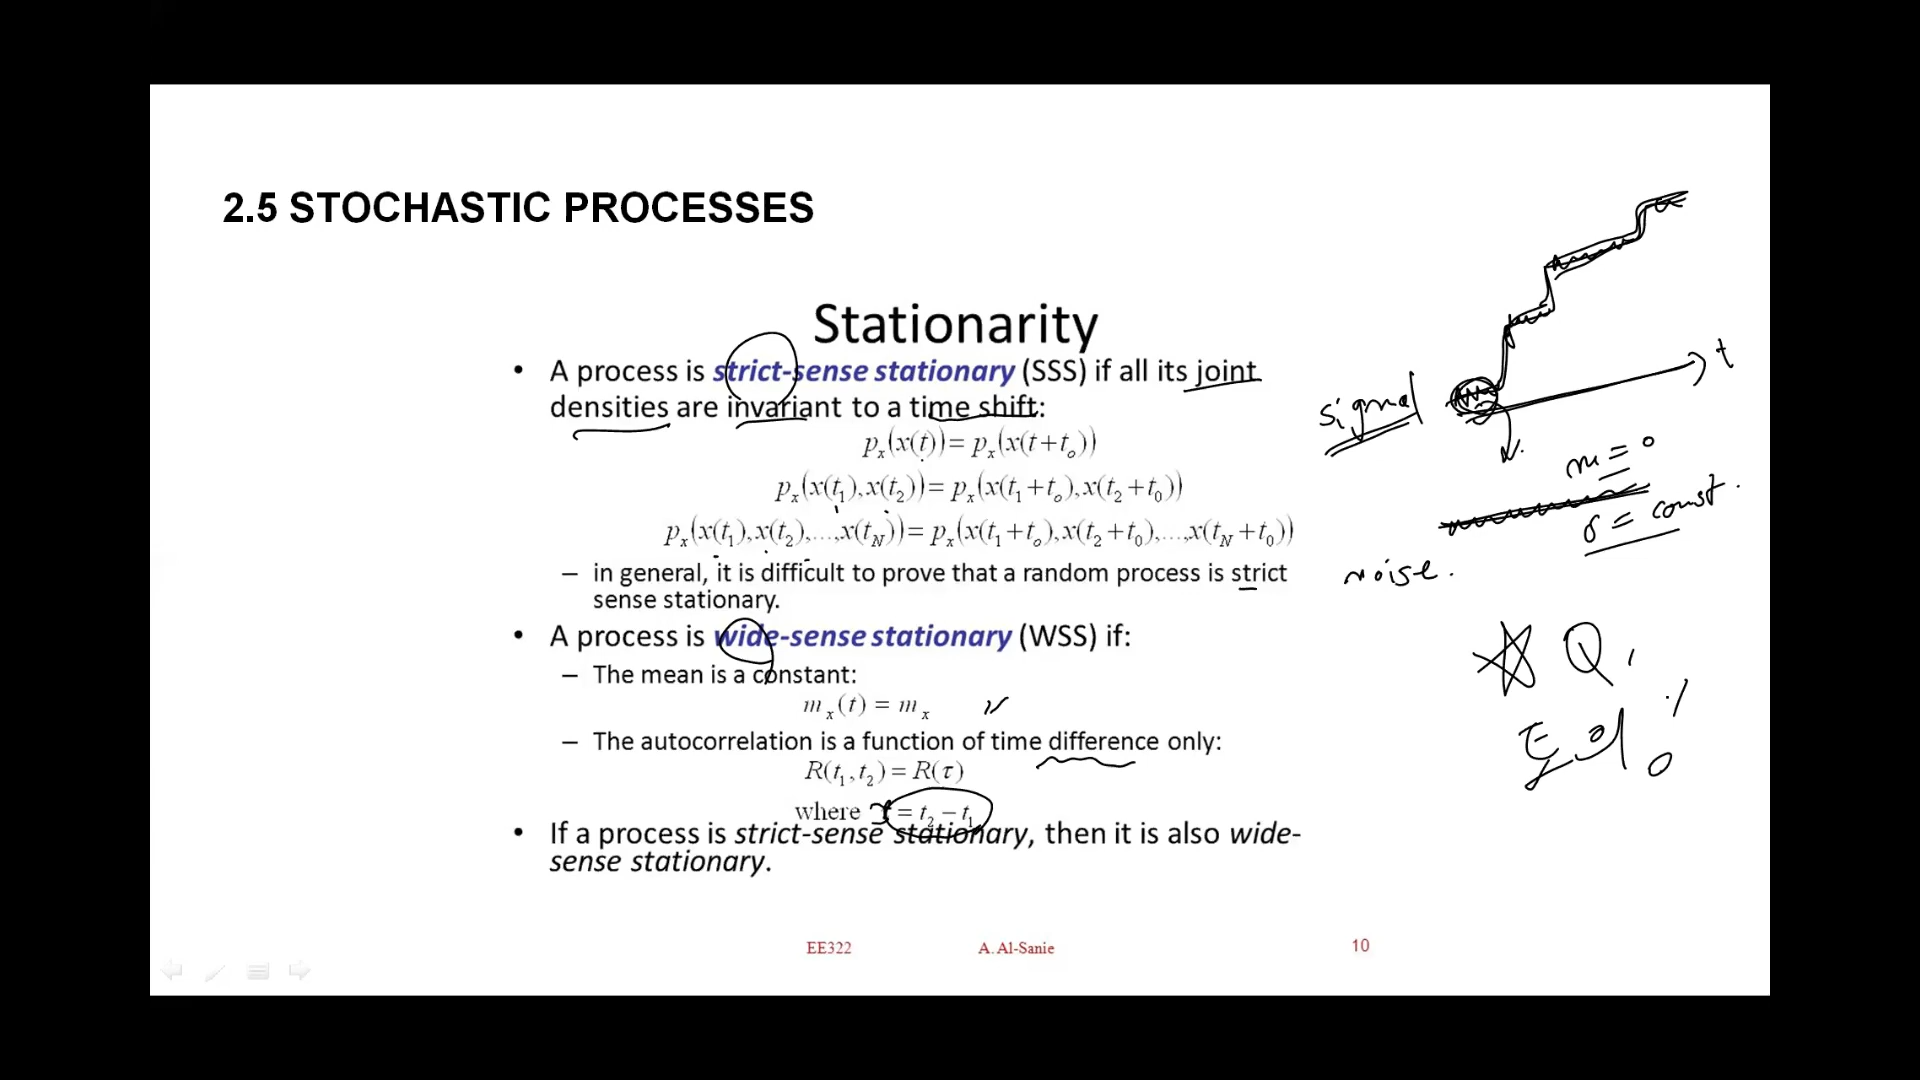 2.5 STOCHASTIC PROCESSES
Stationarity
• A process is strict-sense stationary (SSS) if all its joint
densities are invariant to a time shift:
pₓ(x(t)) = pₓ(x(t+tₒ))
pₓ(x(t₁),x(t₂)) = pₓ(x(t₁+tₒ),x(t₂+t₀))
pₓ(x(t₁),x(t₂),...,x(t_N)) = pₓ(x(t₁+tₒ),x(t₂+t₀),...,x(t_N+t₀))
– in general, it is difficult to prove that a random process is strict
sense stationary.
• A process is wide-sense stationary (WSS) if:
– The mean is a constant:
mₓ(t) = mₓ
– The autocorrelation is a function of time difference only:
R(t₁,t₂) = R(τ)
where τ = t₂ − t₁
• If a process is strict-sense stationary, then it is also wide-
sense stationary.
EE322 A. Al-Sanie 10
t
signal
m = 0
σ = const.
noise.
Q